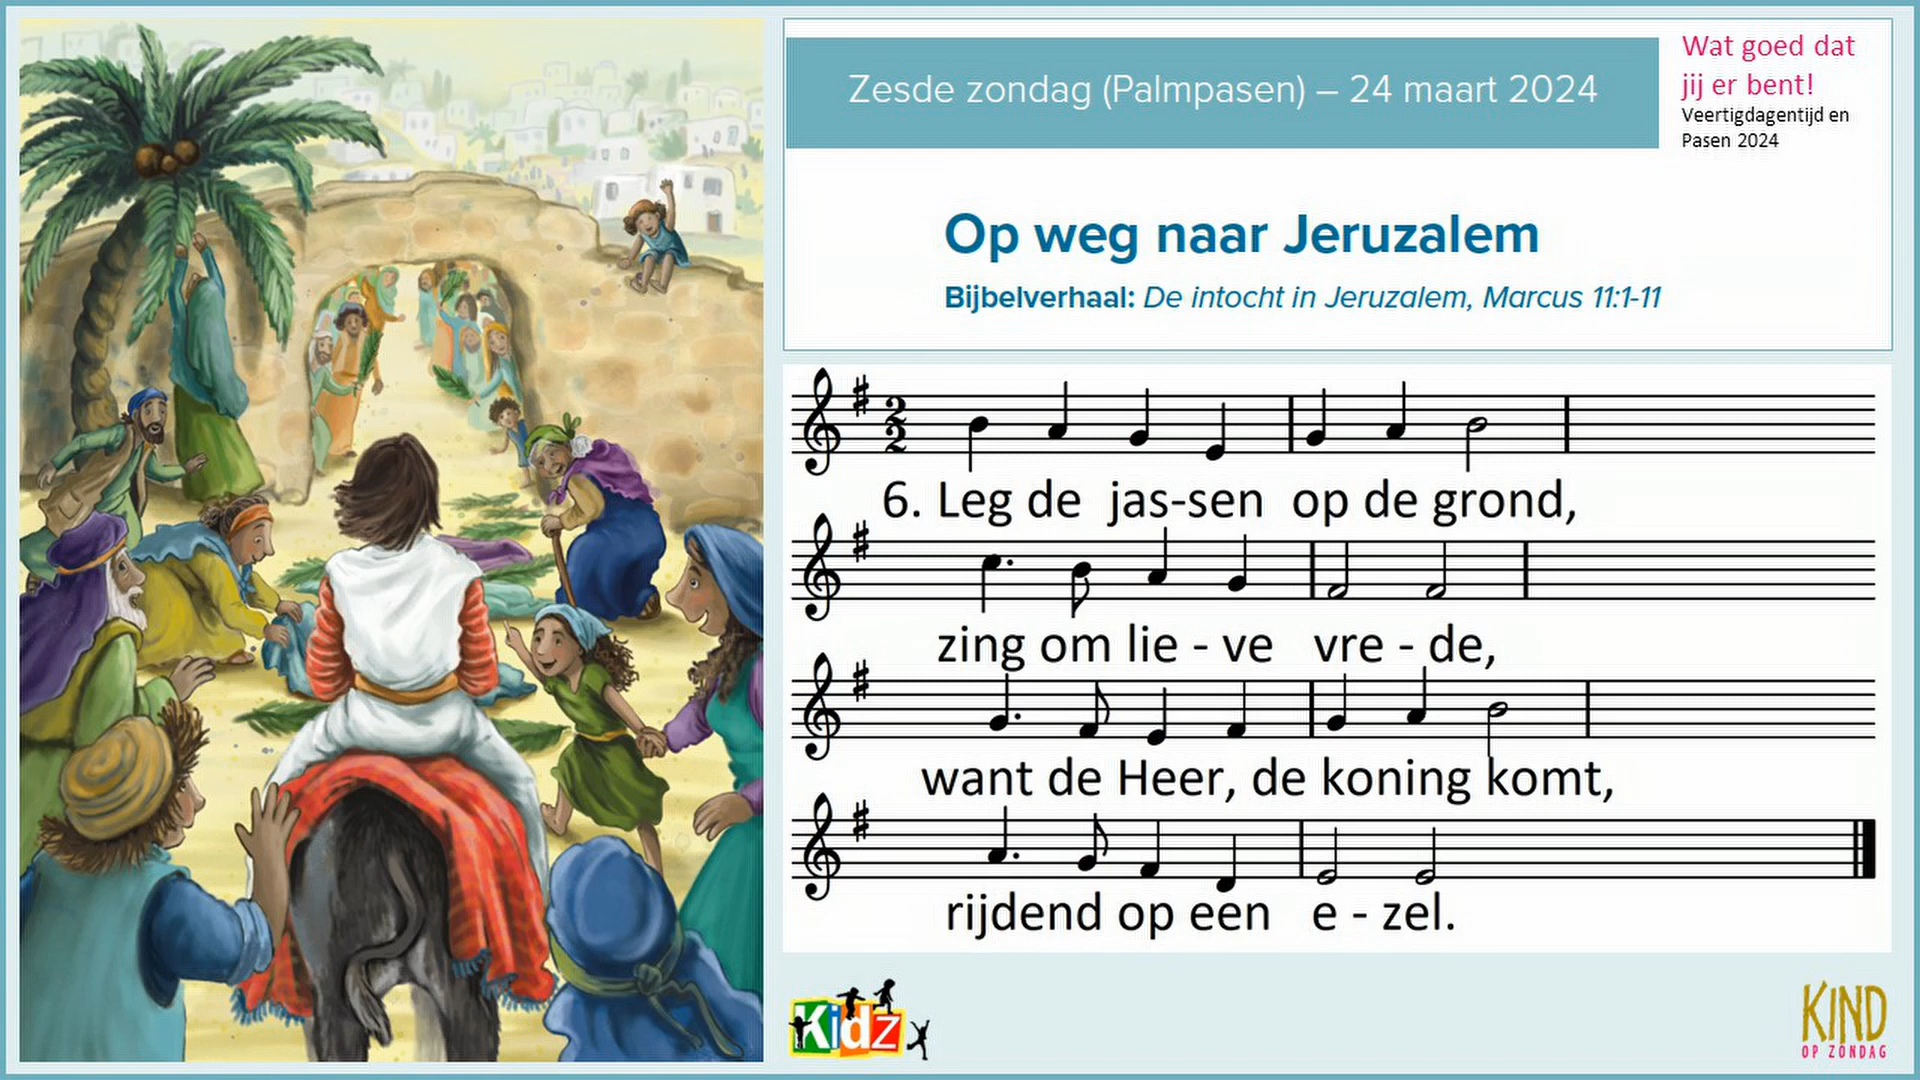 Zesde zondag (Palmpasen) – 24 maart 2024
Wat goed dat
jij er bent!
Veertigdagentijd en
Pasen 2024
Op weg naar Jeruzalem
Bijbelverhaal: De intocht in Jeruzalem, Marcus 11:1-11
2
2
6. Leg de jas-sen op de grond,
zing om lie - ve vre - de,
want de Heer, de koning komt,
rijdend op een e - zel.
Kidz
KIND
OP ZONDAG